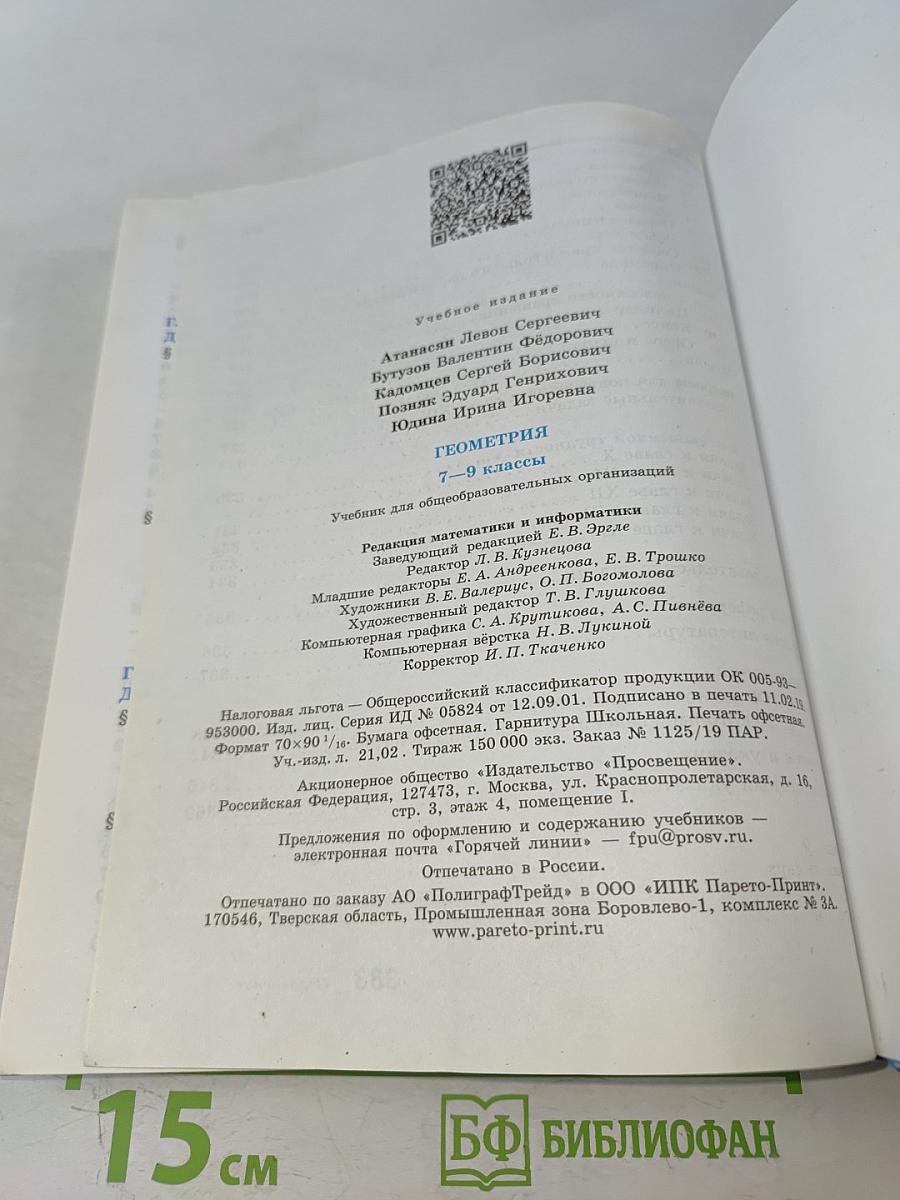 Учебное издание
Атанасян Левон Сергеевич
Бутузов Валентин Фёдорович
Кадомцев Сергей Борисович
Позняк Эдуард Генрихович
Юдина Ирина Игоревна
ГЕОМЕТРИЯ
7—9 классы
Учебник для общеобразовательных организаций
Редакция математики и информатики
Заведующий редакцией Е. В. Эргле
Редактор Л. В. Кузнецова
Младшие редакторы Е. А. Андреенкова, Е. В. Трошко
Художники В. Е. Валериус, О. П. Богомолова
Художественный редактор Т. В. Глушкова
Компьютерная графика С. А. Крутикова, А. С. Пивнёва
Компьютерная вёрстка Н. В. Лукиной
Корректор И. П. Ткаченко
Налоговая льгота — Общероссийский классификатор продукции ОК 005-93—
953000. Изд. лиц. Серия ИД № 05824 от 12.09.01. Подписано в печать 11.02.19.
Формат 70×90 1/16. Бумага офсетная. Гарнитура Школьная. Печать офсетная.
Уч.-изд. л. 21,02. Тираж 150 000 экз. Заказ № 1125/19 ПАР.
Акционерное общество «Издательство «Просвещение».
Российская Федерация, 127473, г. Москва, ул. Краснопролетарская, д. 16,
стр. 3, этаж 4, помещение I.
Предложения по оформлению и содержанию учебников —
электронная почта «Горячей линии» — fpu@prosv.ru.
Отпечатано в России.
Отпечатано по заказу АО «ПолиграфТрейд» в ООО «ИПК Парето-Принт».
170546, Тверская область, Промышленная зона Боровлево-1, комплекс № 3А.
www.pareto-print.ru
15 см
БФ БИБЛИОФАН